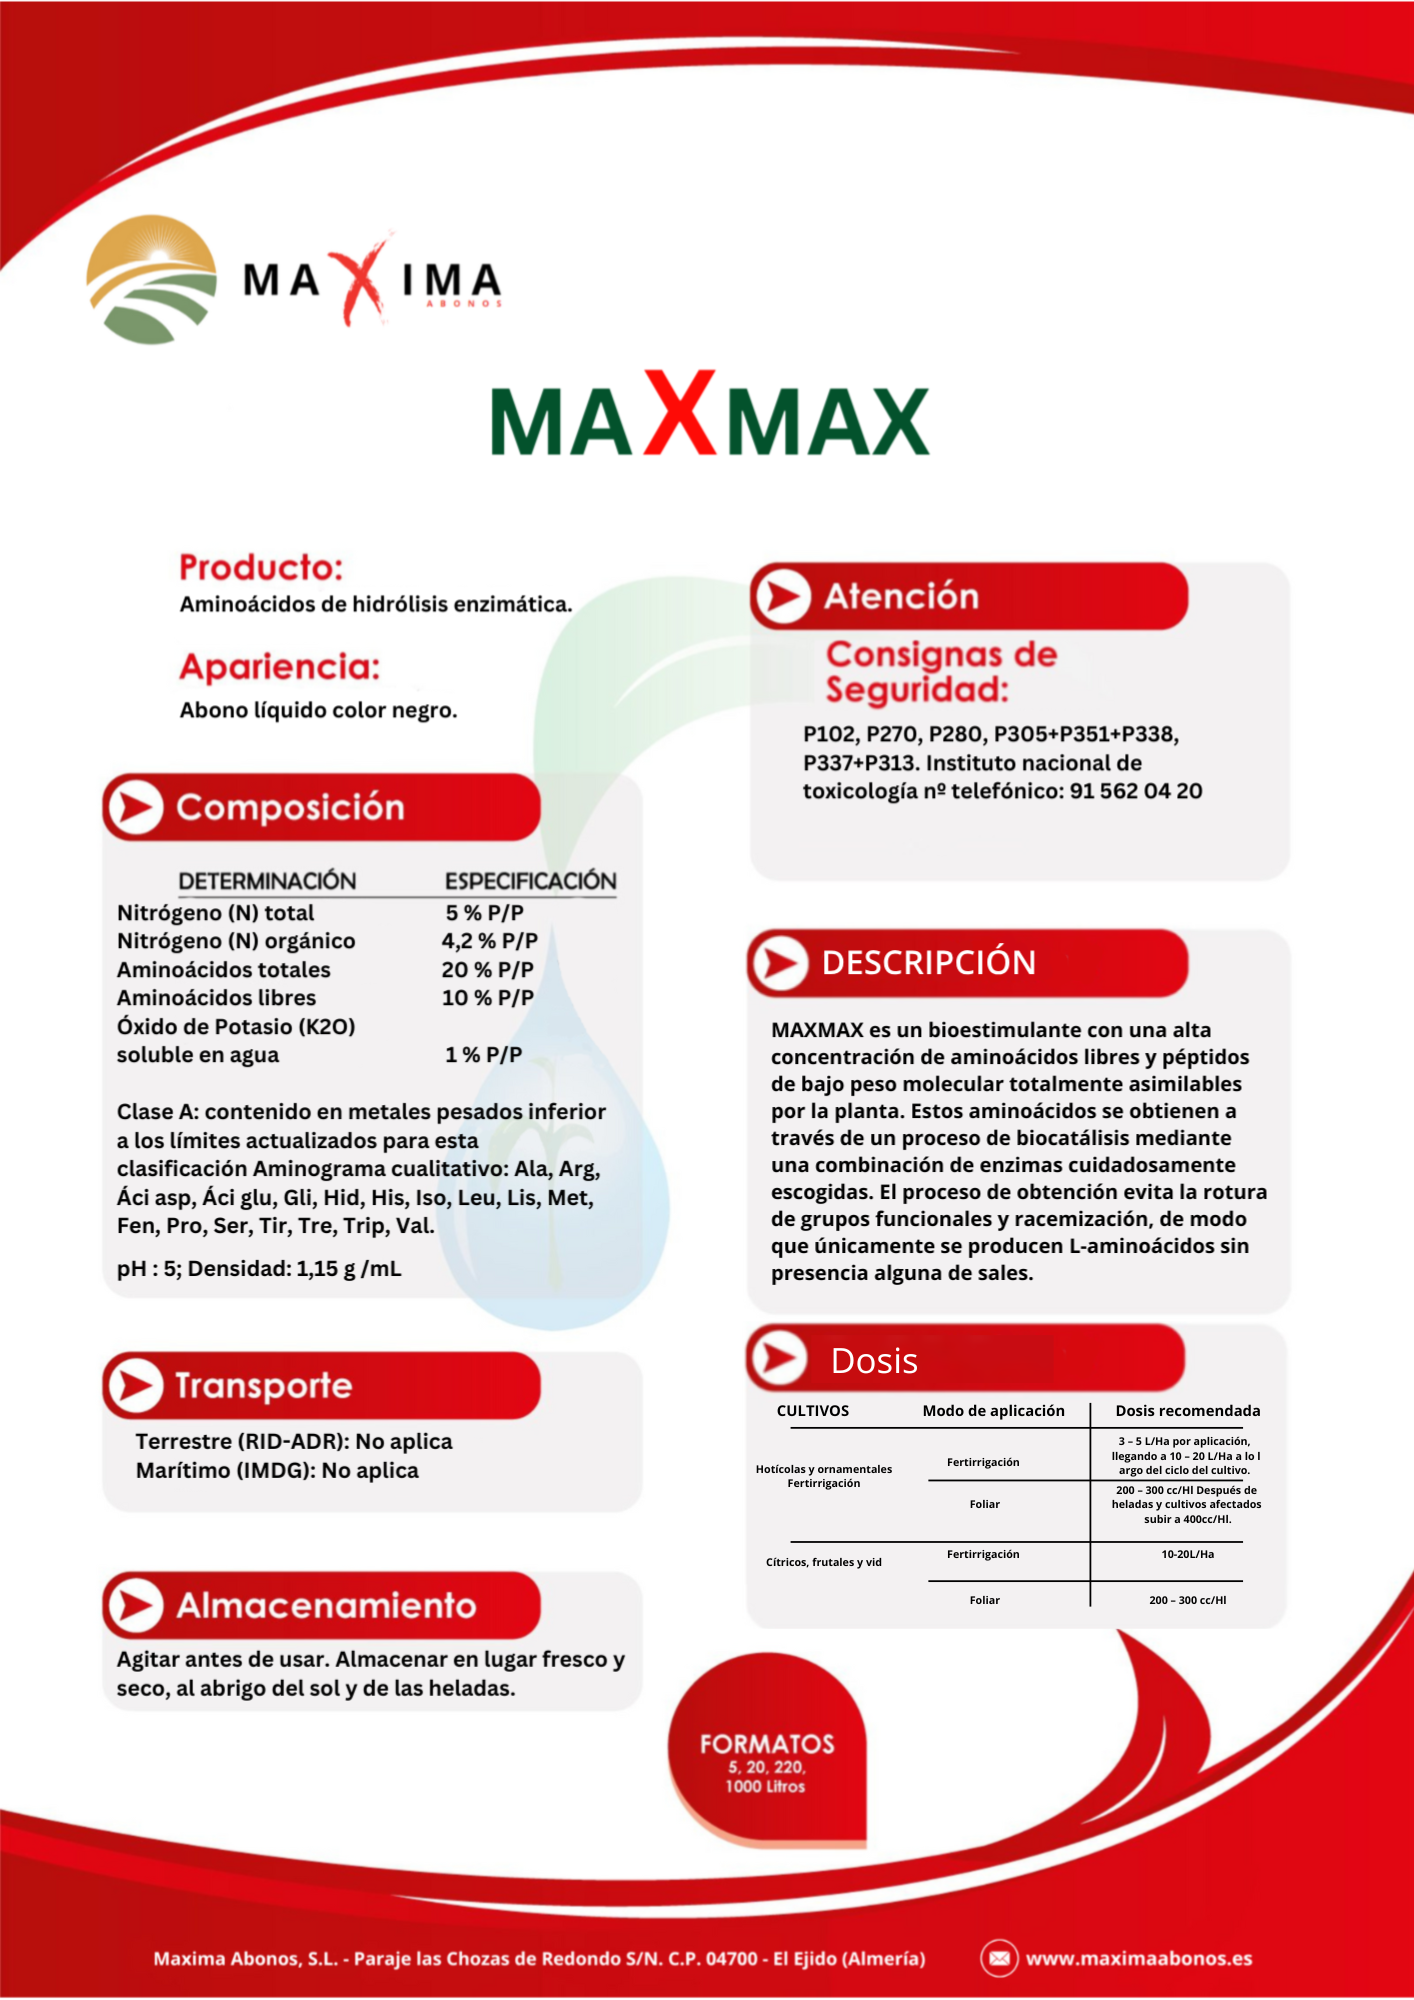 MAXIMA
ABONOS
MAXMAX
Producto:
Aminoácidos de hidrólisis enzimática.
Apariencia:
Abono líquido color negro.
Composición
DETERMINACIÓN ESPECIFICACIÓN
Nitrógeno (N) total 5 % P/P
Nitrógeno (N) orgánico 4,2 % P/P
Aminoácidos totales 20 % P/P
Aminoácidos libres 10 % P/P
Óxido de Potasio (K2O)
soluble en agua 1 % P/P
Clase A: contenido en metales pesados inferior
a los límites actualizados para esta
clasificación Aminograma cualitativo: Ala, Arg,
Áci asp, Áci glu, Gli, Hid, His, Iso, Leu, Lis, Met,
Fen, Pro, Ser, Tir, Tre, Trip, Val.
pH : 5; Densidad: 1,15 g /mL
Transporte
Terrestre (RID-ADR): No aplica
Marítimo (IMDG): No aplica
Almacenamiento
Agitar antes de usar. Almacenar en lugar fresco y
seco, al abrigo del sol y de las heladas.
Atención
Consignas de
Seguridad:
P102, P270, P280, P305+P351+P338,
P337+P313. Instituto nacional de
toxicología nº telefónico: 91 562 04 20
DESCRIPCIÓN
MAXMAX es un bioestimulante con una alta
concentración de aminoácidos libres y péptidos
de bajo peso molecular totalmente asimilables
por la planta. Estos aminoácidos se obtienen a
través de un proceso de biocatálisis mediante
una combinación de enzimas cuidadosamente
escogidas. El proceso de obtención evita la rotura
de grupos funcionales y racemización, de modo
que únicamente se producen L-aminoácidos sin
presencia alguna de sales.
Dosis
CULTIVOS Modo de aplicación Dosis recomendada
Hotícolas y ornamentales
Fertirrigación
Fertirrigación
3 – 5 L/Ha por aplicación,
llegando a 10 – 20 L/Ha a lo l
argo del ciclo del cultivo.
Foliar
200 – 300 cc/Hl Después de
heladas y cultivos afectados
subir a 400cc/Hl.
Cítricos, frutales y vid
Fertirrigación 10-20L/Ha
Foliar 200 – 300 cc/Hl
FORMATOS
5, 20, 220,
1000 Litros
Maxima Abonos, S.L. - Paraje las Chozas de Redondo S/N. C.P. 04700 - El Ejido (Almería) www.maximaabonos.es